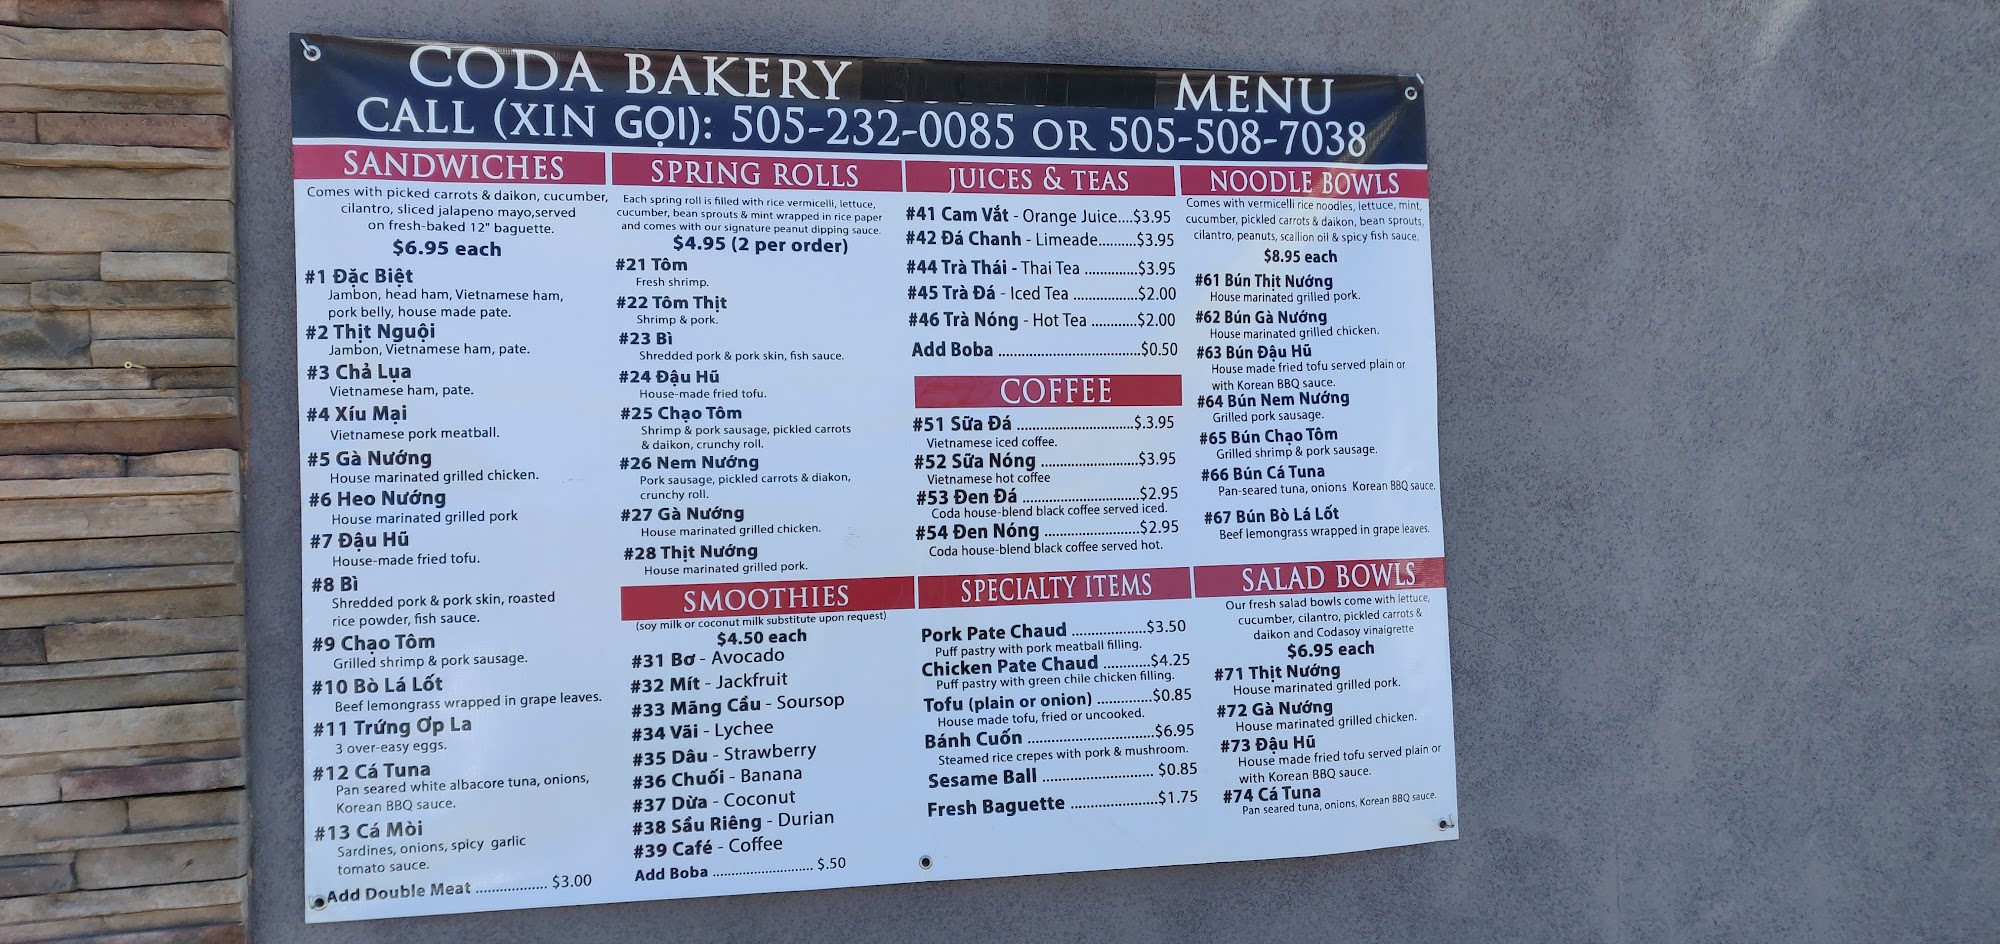 CODA BAKERY MENU
CALL (XIN GỌI): 505-232-0085 OR 505-508-7038
SANDWICHES
Comes with picked carrots & daikon, cucumber,
cilantro, sliced jalapeno mayo,served
on fresh-baked 12" baguette.
$6.95 each
#1 Đặc Biệt
Jambon, head ham, Vietnamese ham,
pork belly, house made pate.
#2 Thịt Nguội
Jambon, Vietnamese ham, pate.
#3 Chả Lụa
Vietnamese ham, pate.
#4 Xíu Mại
Vietnamese pork meatball.
#5 Gà Nướng
House marinated grilled chicken.
#6 Heo Nướng
House marinated grilled pork
#7 Đậu Hũ
House-made fried tofu.
#8 Bì
Shredded pork & pork skin, roasted
rice powder, fish sauce.
#9 Chạo Tôm
Grilled shrimp & pork sausage.
#10 Bò Lá Lốt
Beef lemongrass wrapped in grape leaves.
#11 Trứng Ợp La
3 over-easy eggs.
#12 Cá Tuna
Pan seared white albacore tuna, onions,
Korean BBQ sauce.
#13 Cá Mòi
Sardines, onions, spicy garlic
tomato sauce.
Add Double Meat .................. $3.00
SPRING ROLLS
Each spring roll is filled with rice vermicelli, lettuce,
cucumber, bean sprouts & mint wrapped in rice paper
and comes with our signature peanut dipping sauce.
$4.95 (2 per order)
#21 Tôm
Fresh shrimp.
#22 Tôm Thịt
Shrimp & pork.
#23 Bì
Shredded pork & pork skin, fish sauce.
#24 Đậu Hũ
House-made fried tofu.
#25 Chạo Tôm
Shrimp & pork sausage, pickled carrots
& daikon, crunchy roll.
#26 Nem Nướng
Pork sausage, pickled carrots & diakon,
crunchy roll.
#27 Gà Nướng
House marinated grilled chicken.
#28 Thịt Nướng
House marinated grilled pork.
SMOOTHIES
(soy milk or coconut milk substitute upon request)
$4.50 each
#31 Bơ - Avocado
#32 Mít - Jackfruit
#33 Mãng Cầu - Soursop
#34 Vãi - Lychee
#35 Dâu - Strawberry
#36 Chuối - Banana
#37 Dừa - Coconut
#38 Sầu Riêng - Durian
#39 Café - Coffee
Add Boba .......................... $.50
JUICES & TEAS
#41 Cam Vắt - Orange Juice....$3.95
#42 Đá Chanh - Limeade.........$3.95
#44 Trà Thái - Thai Tea .............$3.95
#45 Trà Đá - Iced Tea ................$2.00
#46 Trà Nóng - Hot Tea ...........$2.00
Add Boba ...................................$0.50
COFFEE
#51 Sữa Đá .............................$.3.95
Vietnamese iced coffee.
#52 Sữa Nóng ........................$3.95
Vietnamese hot coffee
#53 Đen Đá .............................$2.95
Coda house-blend black coffee served iced.
#54 Đen Nóng ........................$2.95
Coda house-blend black coffee served hot.
SPECIALTY ITEMS
Pork Pate Chaud ...................$3.50
Puff pastry with pork meatball filling.
Chicken Pate Chaud ............$4.25
Puff pastry with green chile chicken filling.
Tofu (plain or onion) ..............$0.85
House made tofu, fried or uncooked.
Bánh Cuốn ................................$6.95
Steamed rice crepes with pork & mushroom.
Sesame Ball ............................ $0.85
Fresh Baguette ......................$1.75
NOODLE BOWLS
Comes with vermicelli rice noodles, lettuce, mint,
cucumber, pickled carrots & daikon, bean sprouts,
cilantro, peanuts, scallion oil & spicy fish sauce.
$8.95 each
#61 Bún Thịt Nướng
House marinated grilled pork.
#62 Bún Gà Nướng
House marinated grilled chicken.
#63 Bún Đậu Hũ
House made fried tofu served plain or
with Korean BBQ sauce.
#64 Bún Nem Nướng
Grilled pork sausage.
#65 Bún Chạo Tôm
Grilled shrimp & pork sausage.
#66 Bún Cá Tuna
Pan-seared tuna, onions Korean BBQ sauce.
#67 Bún Bò Lá Lốt
Beef lemongrass wrapped in grape leaves.
SALAD BOWLS
Our fresh salad bowls come with lettuce,
cucumber, cilantro, pickled carrots &
daikon and Codasoy vinaigrette
$6.95 each
#71 Thịt Nướng
House marinated grilled pork.
#72 Gà Nướng
House marinated grilled chicken.
#73 Đậu Hũ
House made fried tofu served plain or
with Korean BBQ sauce.
#74 Cá Tuna
Pan seared tuna, onions, Korean BBQ sauce.